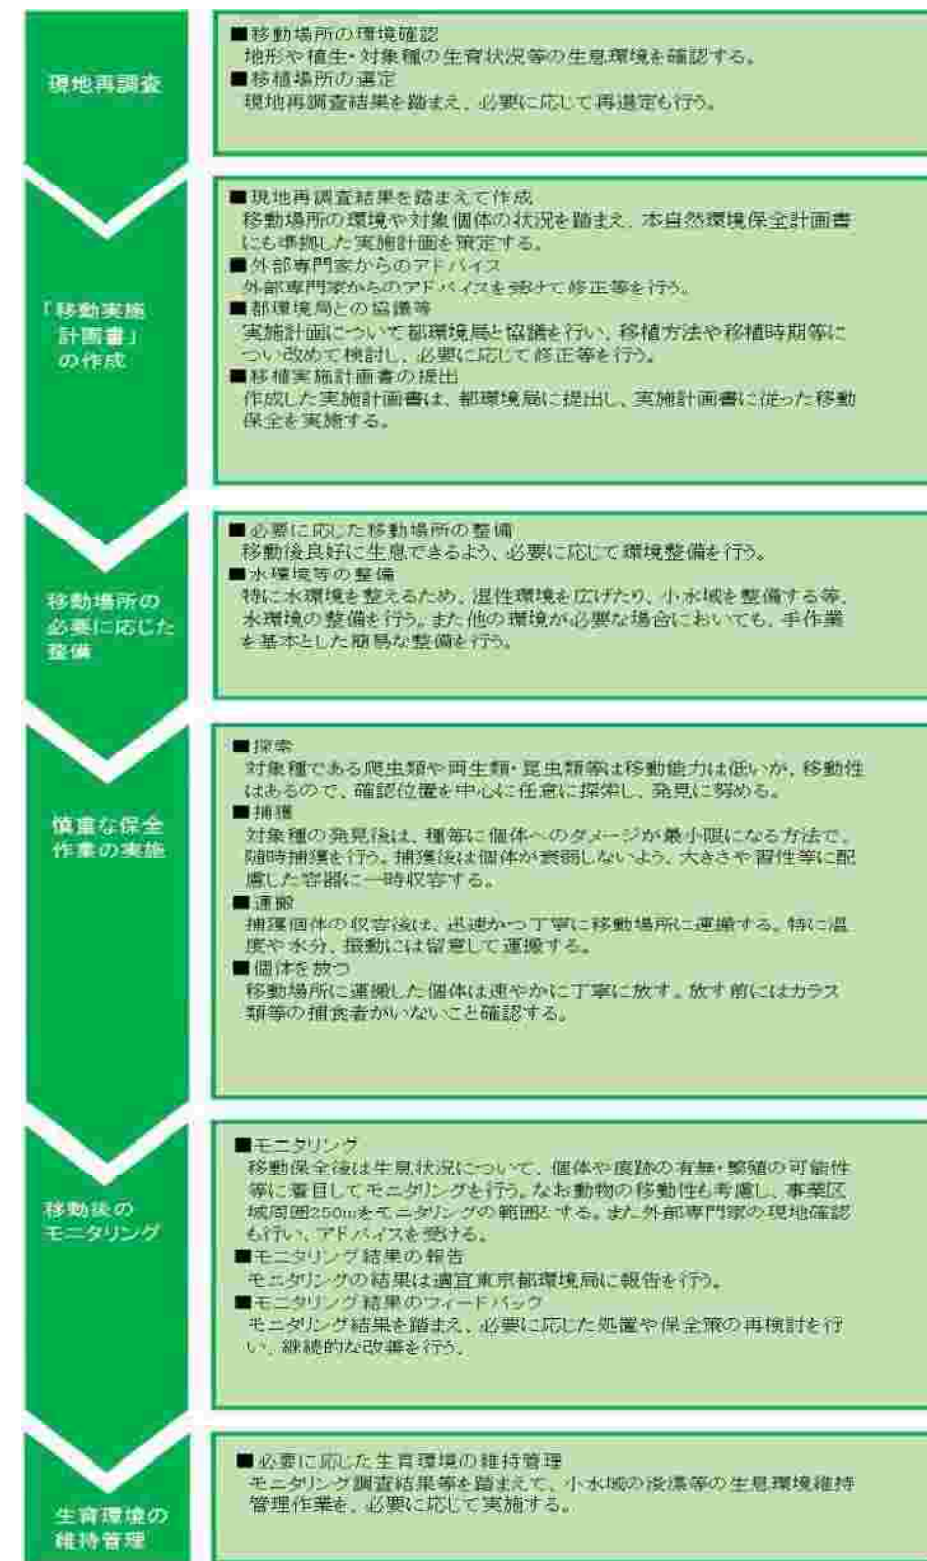 現地再調査
■移動場所の環境確認
地形や植生・対象種の生育状況等の生息環境を確認する。
■移植場所の選定
現地再調査結果を踏まえ、必要に応じて再選定も行う。
「移動実施
計画書」
の作成
■現地再調査結果を踏まえて作成
移動場所の環境や対象個体の状況を踏まえ、本自然環境保全計画書
にも準拠した実施計画を策定する。
■外部専門家からのアドバイス
外部専門家からのアドバイスを受けて修正等を行う。
■都環境局との協議等
実施計画について都環境局と協議を行い、移植方法や移植時期等に
つい改めて検討し、必要に応じて修正等を行う。
■移植実施計画書の提出
作成した実施計画書は、都環境局に提出し、実施計画書に従った移動
保全を実施する。
移動場所の
必要に応じた
整備
■必要に応じた移動場所の整備
移動後良好に生息できるよう、必要に応じて環境整備を行う。
■水環境等の整備
特に水環境を整えるため、湿性環境を広げたり、小水域を整備する等、
水環境の整備を行う。また他の環境が必要な場合においても、手作業
を基本とした簡易な整備を行う。
慎重な保全
作業の実施
■探索
対象種である爬虫類や両生類・昆虫類等は移動能力は低いが、移動性
はあるので、確認位置を中心に任意に探索し、発見に努める。
■捕獲
対象種の発見後は、種毎に個体へのダメージが最小限になる方法で、
随時捕獲を行う。捕獲後は個体が衰弱しないよう、大きさや習性等に配
慮した容器に一時収容する。
■運搬
捕獲個体の収容後は、迅速かつ丁寧に移動場所に運搬する。特に温
度や水分、振動には留意して運搬する。
■個体を放つ
移動場所に運搬した個体は速やかに丁寧に放す。放す前にはカラス
類等の捕食者がいないこと確認する。
移動後の
モニタリング
■モニタリング
移動保全後は生息状況について、個体や痕跡の有無・繁殖の可能性
等に着目してモニタリングを行う。なお動物の移動性も考慮し、事業区
域周囲250mをモニタリングの範囲とする。また外部専門家の現地確認
も行い、アドバイスを受ける。
■モニタリング結果の報告
モニタリングの結果は適宜東京都環境局に報告を行う。
■モニタリング結果のフィードバック
モニタリング結果を踏まえ、必要に応じた処置や保全策の再検討を行
い、継続的な改善を行う。
生育環境の
維持管理
■必要に応じた生育環境の維持管理
モニタリング調査結果等を踏まえて、小水域の浚渫等の生息環境維持
管理作業を、必要に応じて実施する。